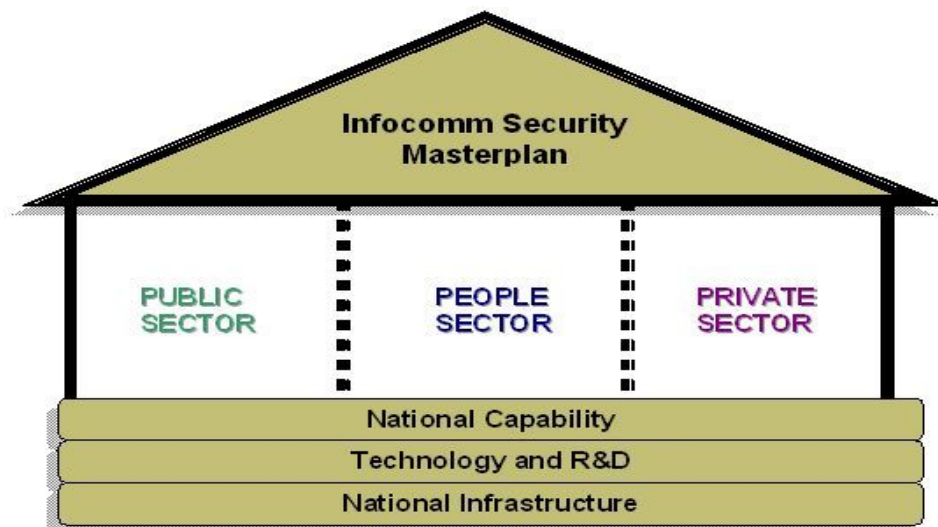 Infocomm Security
Masterplan
PUBLIC
SECTOR
PEOPLE
SECTOR
PRIVATE
SECTOR
National Capability
Technology and R&D
National Infrastructure